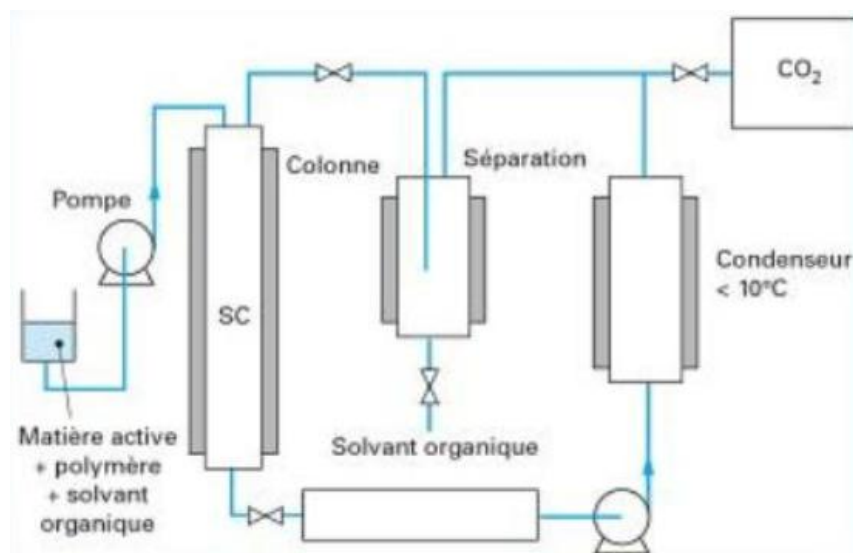 CO₂
Colonne
Séparation
Pompe
Condenseur
< 10°C
SC
Matière active
+ polymère
+ solvant
organique
Solvant organique